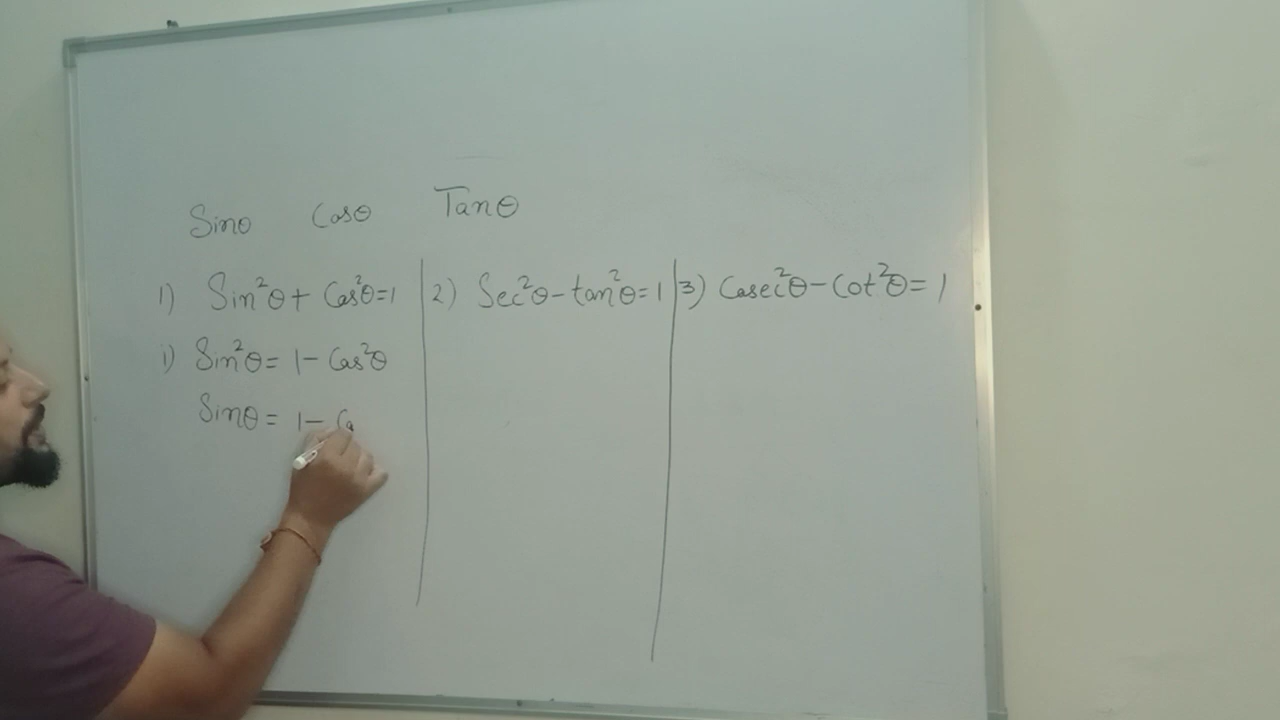 Sinθ Cosθ Tanθ
1) Sin²θ + Cos²θ=1
i) Sin²θ = 1 - Cos²θ
Sinθ = 1 - Co
2) Sec²θ - tan²θ = 1
3) Cosec²θ - Cot²θ = 1